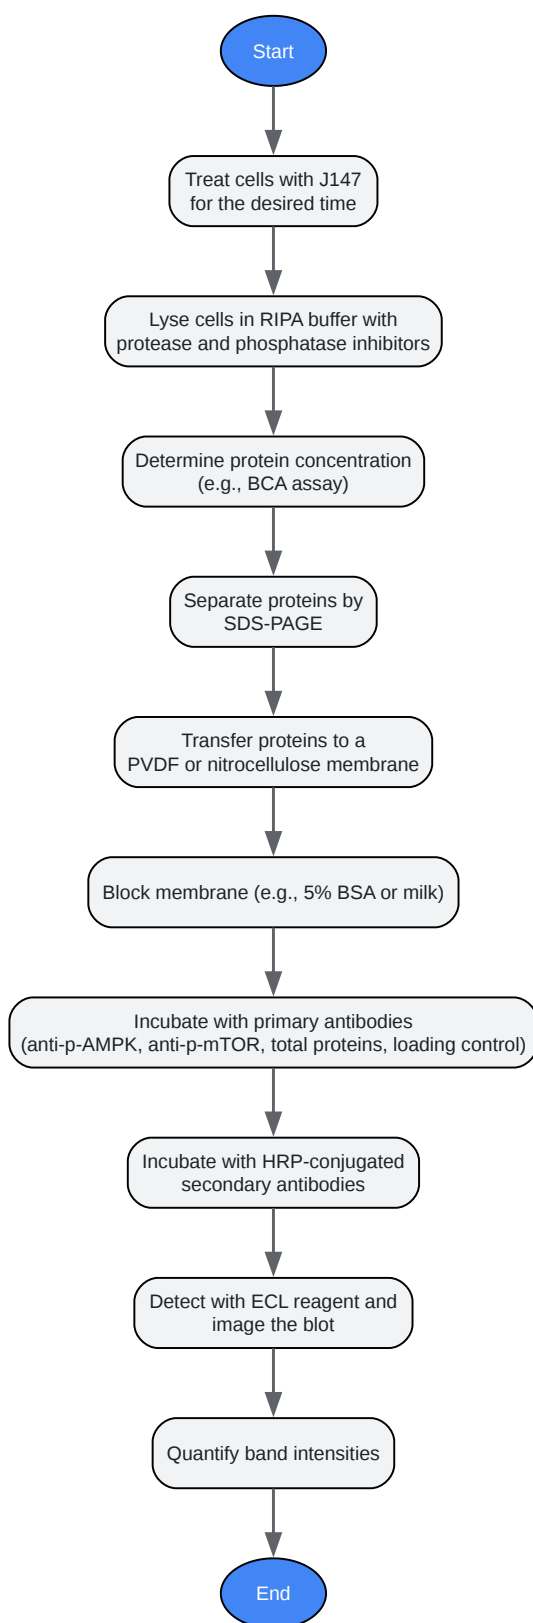 Start
Treat cells with J147
for the desired time
Lyse cells in RIPA buffer with
protease and phosphatase inhibitors
Determine protein concentration
(e.g., BCA assay)
Separate proteins by
SDS-PAGE
Transfer proteins to a
PVDF or nitrocellulose membrane
Block membrane (e.g., 5% BSA or milk)
Incubate with primary antibodies
(anti-p-AMPK, anti-p-mTOR, total proteins, loading control)
Incubate with HRP-conjugated
secondary antibodies
Detect with ECL reagent and
image the blot
Quantify band intensities
End